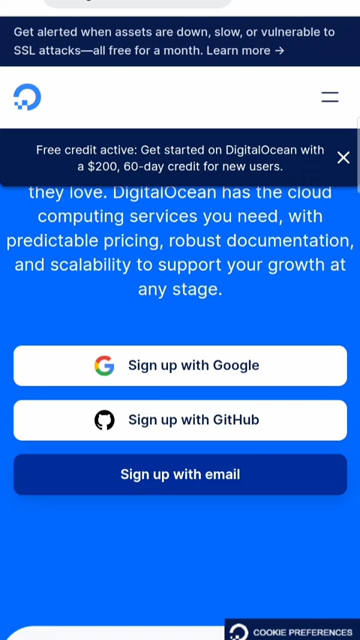 Get alerted when assets are down, slow, or vulnerable to
SSL attacks—all free for a month. Learn more →
Free credit active: Get started on DigitalOcean with
a $200, 60-day credit for new users.
they love. DigitalOcean has the cloud
computing services you need, with
predictable pricing, robust documentation,
and scalability to support your growth at
any stage.
Sign up with Google
Sign up with GitHub
Sign up with email
COOKIE PREFERENCES